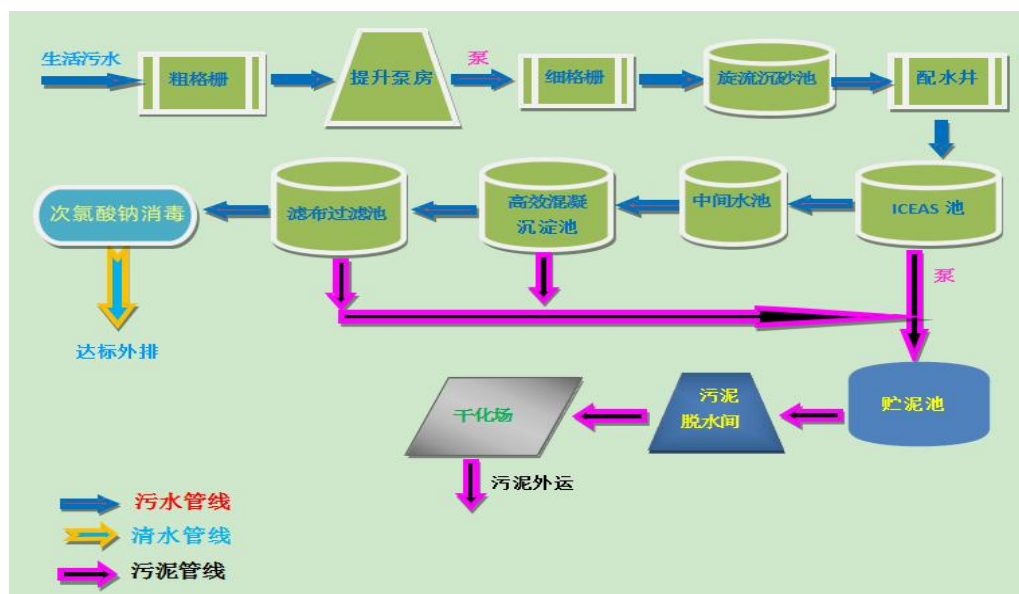 生活污水
粗格栅
提升泵房
泵
细格栅
旋流沉砂池
配水井
次氯酸钠消毒
滤布过滤池
高效混凝
沉淀池
中间水池
ICEAS 池
泵
达标外排
干化场
污泥
脱水间
贮泥池
污泥外运
污水管线
清水管线
污泥管线